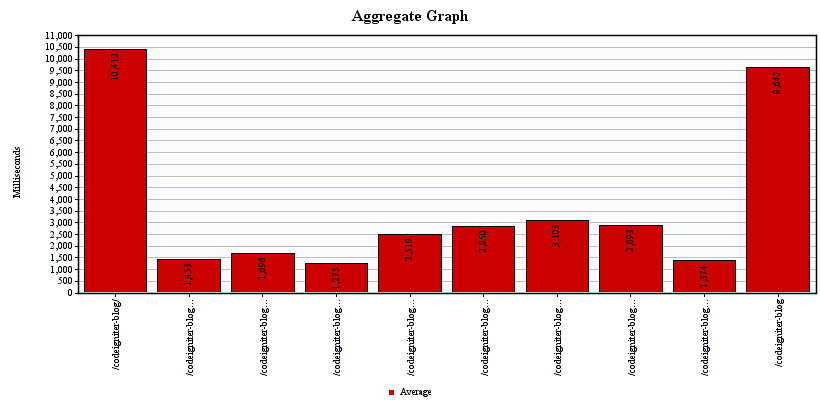 Aggregate Graph
Milliseconds
11,000
10,500
10,000
9,500
9,000
8,500
8,000
7,500
7,000
6,500
6,000
5,500
5,000
4,500
4,000
3,500
3,000
2,500
2,000
1,500
1,000
500
0
10,412
1,453
1,696
1,275
2,519
2,850
3,103
2,893
1,374
9,647
/codeigniter-blog/
/codeigniter-blog...
/codeigniter-blog...
/codeigniter-blog...
/codeigniter-blog...
/codeigniter-blog...
/codeigniter-blog...
/codeigniter-blog...
/codeigniter-blog...
/codeigniter-blog
Average